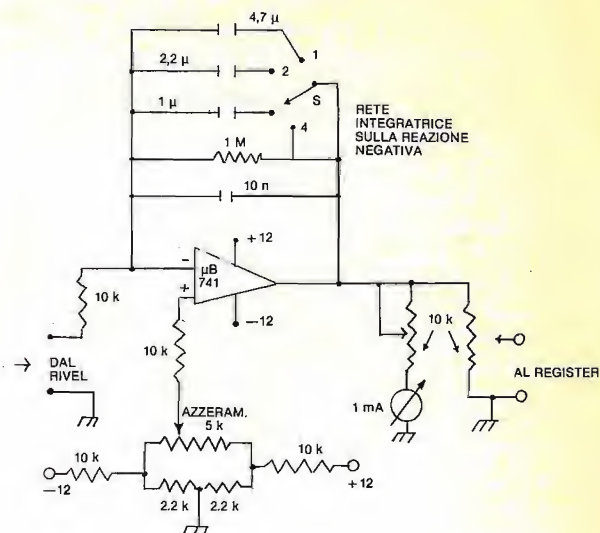 4,7 µ
1
2,2 µ
2
1 µ
S
4
1 M
10 n
RETE
INTEGRATRICE
SULLA REAZIONE
NEGATIVA
+ 12
−
µB
741
+
−12
10 k
→ DAL
RIVEL
10 k
AZZERAM.
5 k
10 k
−12
10 k
+12
2.2 k
2.2 k
10 k
1 mA
AL REGISTER